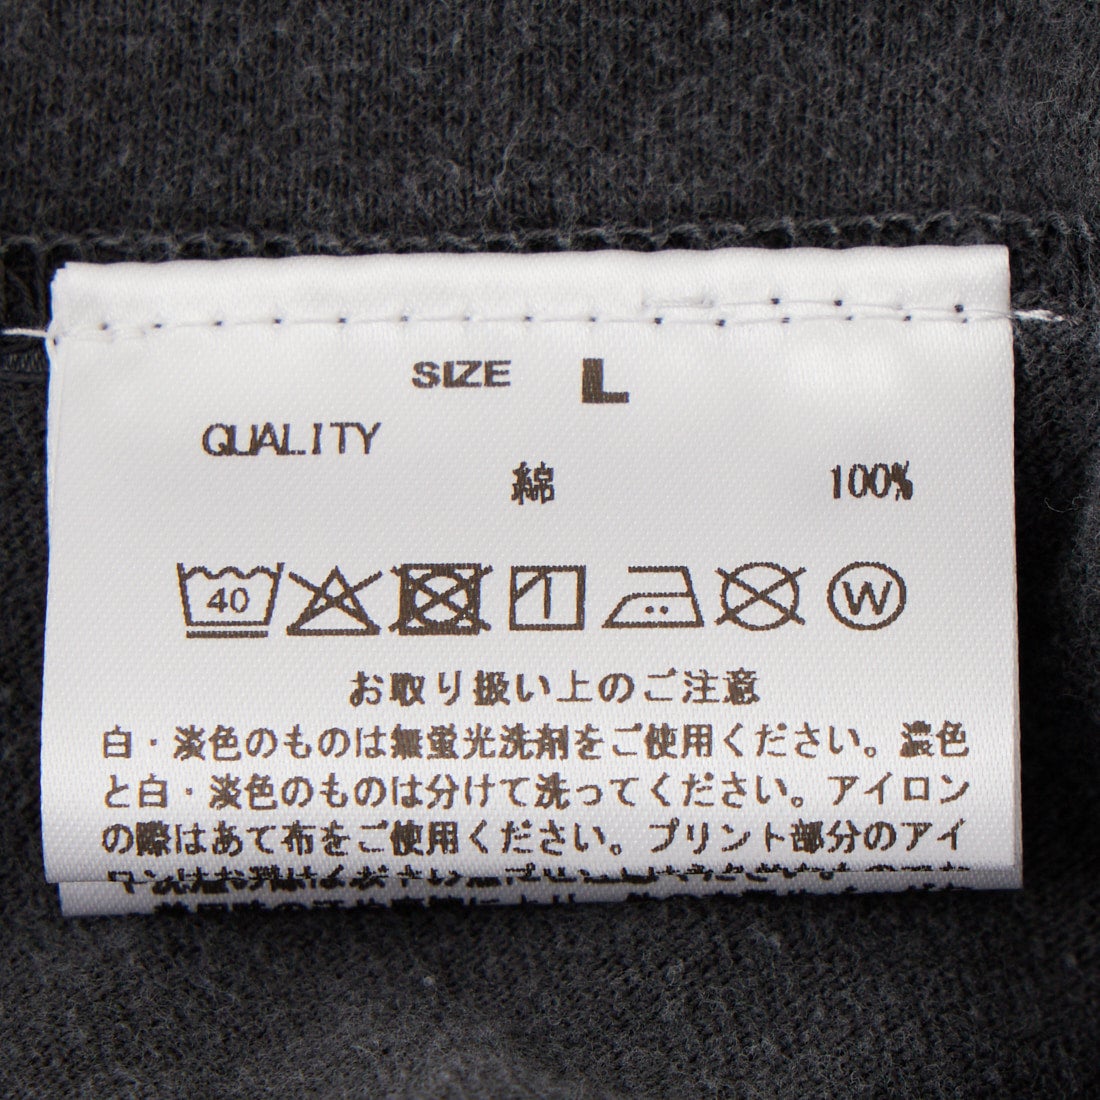 SIZE L
QUALITY
綿 100%
40
W
お取り扱い上のご注意
白・淡色のものは無蛍光洗剤をご使用ください。濃色
と白・淡色のものは分けて洗ってください。アイロン
の際はあて布をご使用ください。プリント部分のアイ